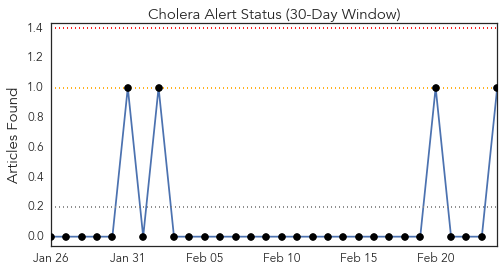 Cholera Alert Status (30-Day Window)
Articles Found
1.4
1.2
1.0
0.8
0.6
0.4
0.2
0.0
Jan 26 Jan 31 Feb 05 Feb 10 Feb 15 Feb 20